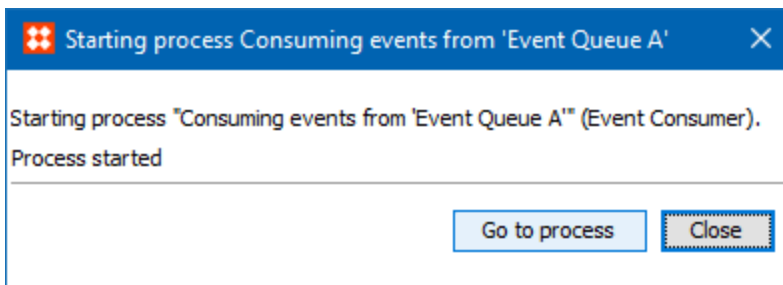 Starting process Consuming events from 'Event Queue A'
Starting process "Consuming events from 'Event Queue A'" (Event Consumer).
Process started
Go to process Close